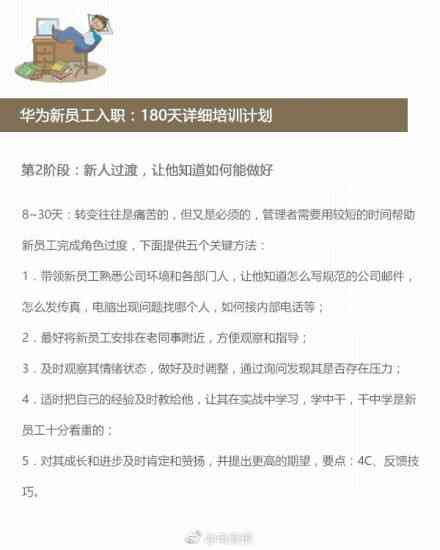 华为新员工入职：180天详细培训计划
第2阶段：新人过渡，让他知道如何能做好
8~30天：转变往往是痛苦的，但又是必须的，管理者需要用较短的时间帮助
新员工完成角色过度，下面提供五个关键方法：
1．带领新员工熟悉公司环境和各部门人，让他知道怎么写规范的公司邮件，
怎么发传真，电脑出现问题找哪个人，如何接内部电话等；
2．最好将新员工安排在老同事附近，方便观察和指导；
3．及时观察其情绪状态，做好及时调整，通过询问发现其是否存在压力；
4．适时把自己的经验及时教给他，让其在实战中学习，学中干，干中学是新
员工十分看重的；
5．对其成长和进步及时肯定和赞扬，并提出更高的期望，要点：4C、反馈技
巧。